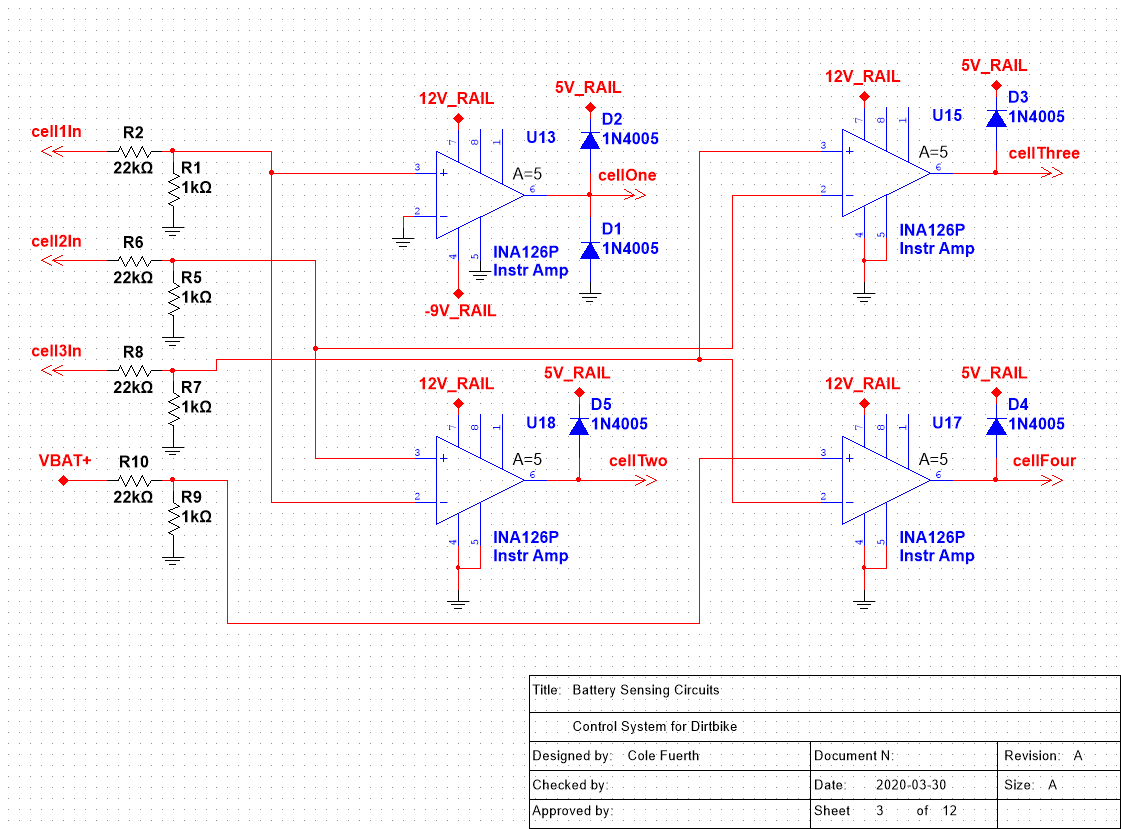 12V_RAIL
5V_RAIL
D2
1N4005
7
8
1
U13
3
+
A=5
cellOne
6
2
−
D1
1N4005
4
5
INA126P
Instr Amp
-9V_RAIL
12V_RAIL
5V_RAIL
D3
1N4005
7
8
1
U15
3
+
A=5
cellThree
6
2
−
4
5
INA126P
Instr Amp
cell1In
R2
22kΩ
R1
1kΩ
cell2In
R6
22kΩ
R5
1kΩ
cell3In
R8
22kΩ
R7
1kΩ
VBAT+
R10
22kΩ
R9
1kΩ
12V_RAIL
5V_RAIL
D5
1N4005
7
8
1
U18
3
+
A=5
cellTwo
6
2
−
4
5
INA126P
Instr Amp
12V_RAIL
5V_RAIL
D4
1N4005
7
8
1
U17
3
+
A=5
cellFour
6
2
−
4
5
INA126P
Instr Amp
Title: Battery Sensing Circuits
Control System for Dirtbike
Designed by: Cole Fuerth Document N: Revision: A
Checked by: Date: 2020-03-30 Size: A
Approved by: Sheet 3 of 12